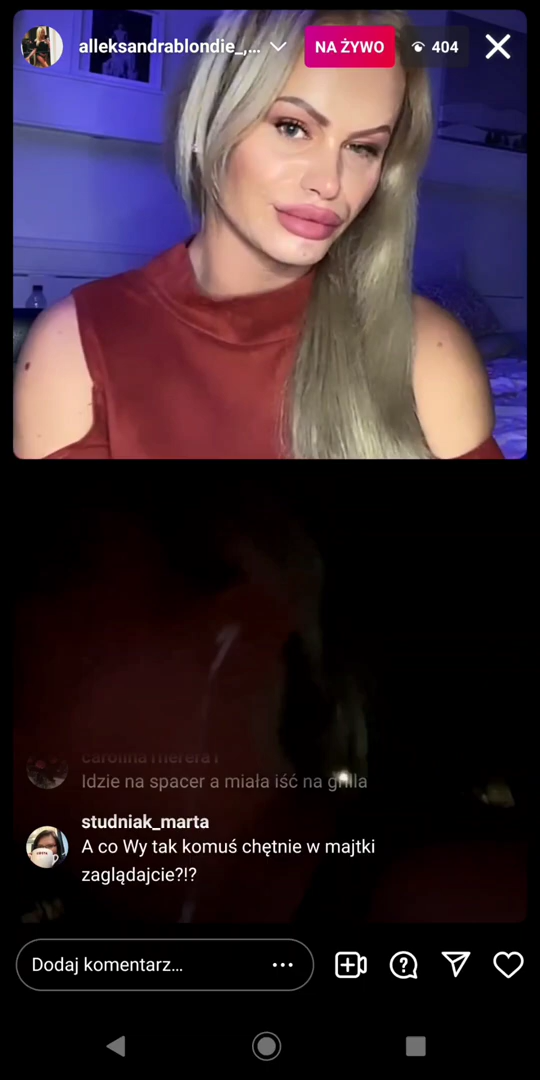 alleksandrablondie_,...
NA ŻYWO
404
Idzie na spacer a miała iść na grilla
studniak_marta
A co Wy tak komuś chętnie w majtki
zaglądajcie?!?
Dodaj komentarz...